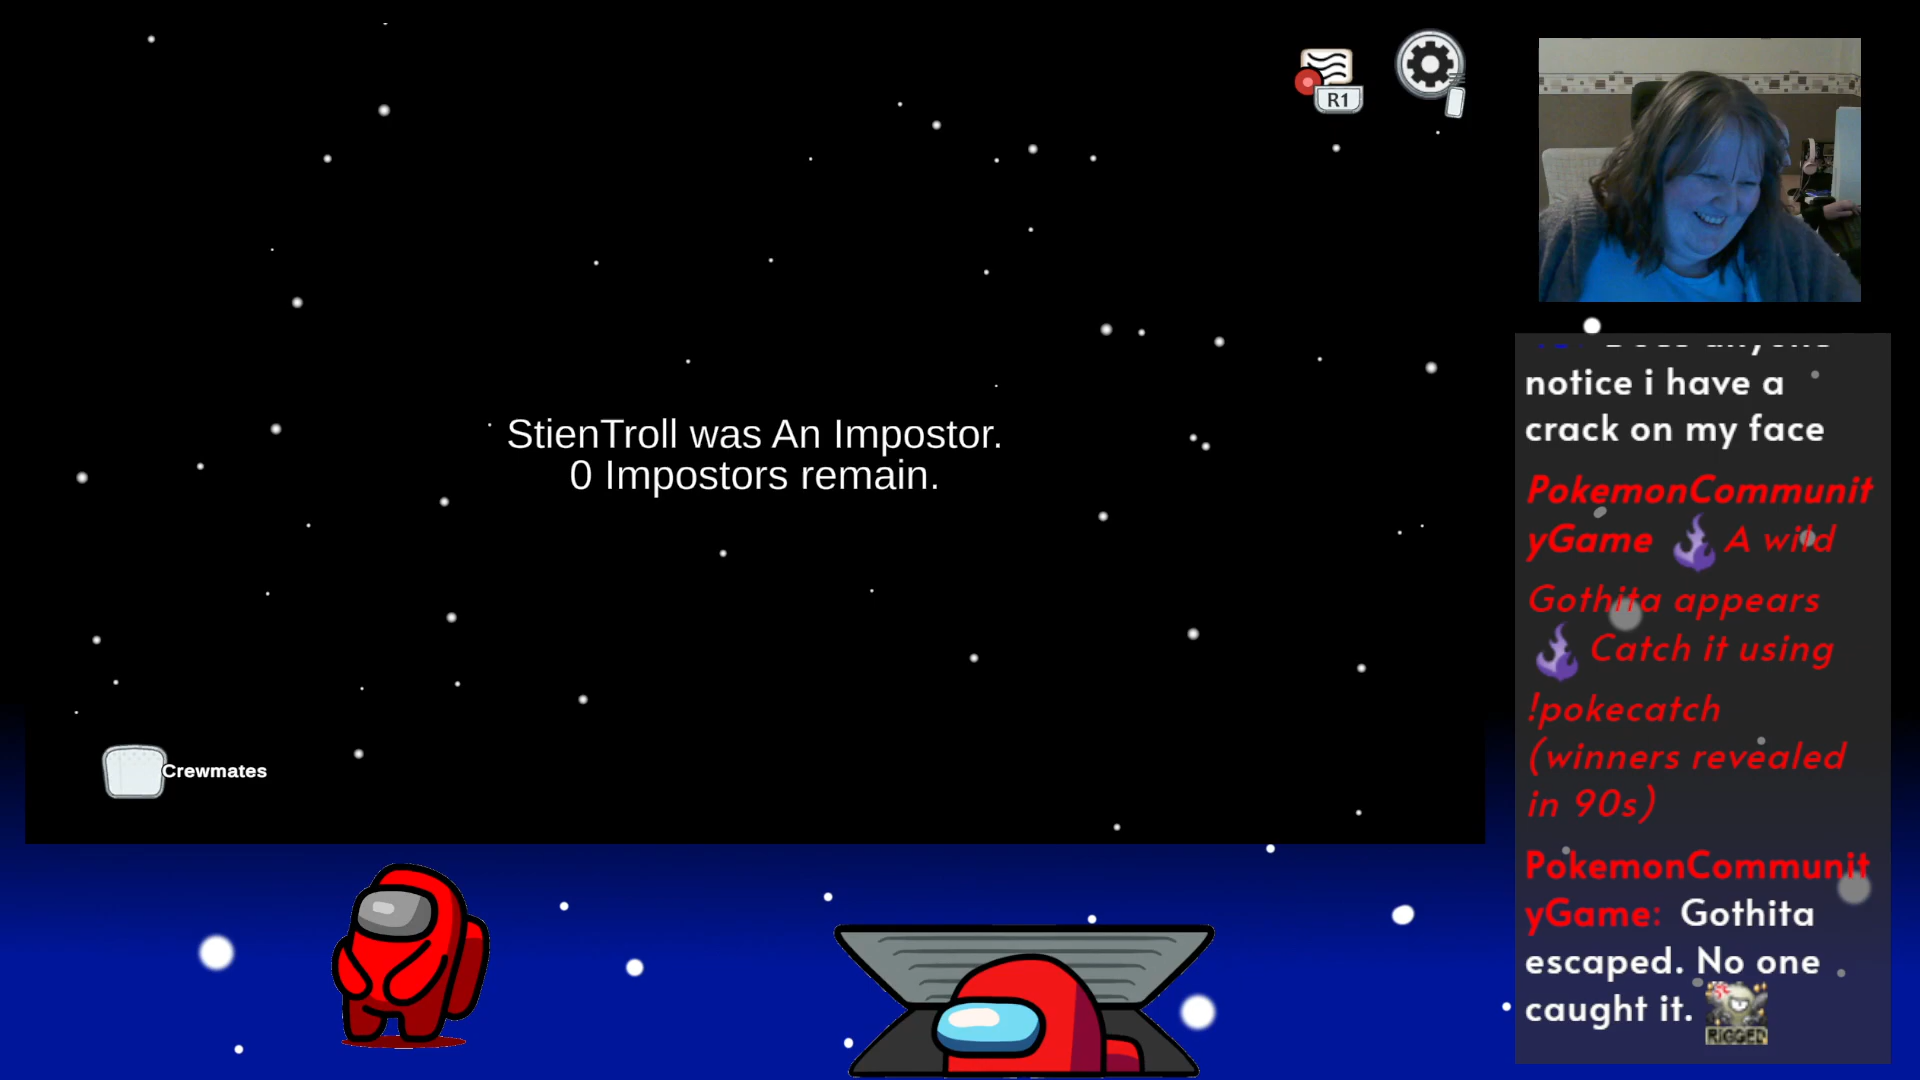 R1
StienTroll was An Impostor.
0 Impostors remain.
Crewmates
notice i have a
crack on my face
PokemonCommunit
yGame A wild
Gothita appears
Catch it using
!pokecatch
(winners revealed
in 90s)
PokemonCommunit
yGame: Gothita
escaped. No one
caught it.
RIGGED